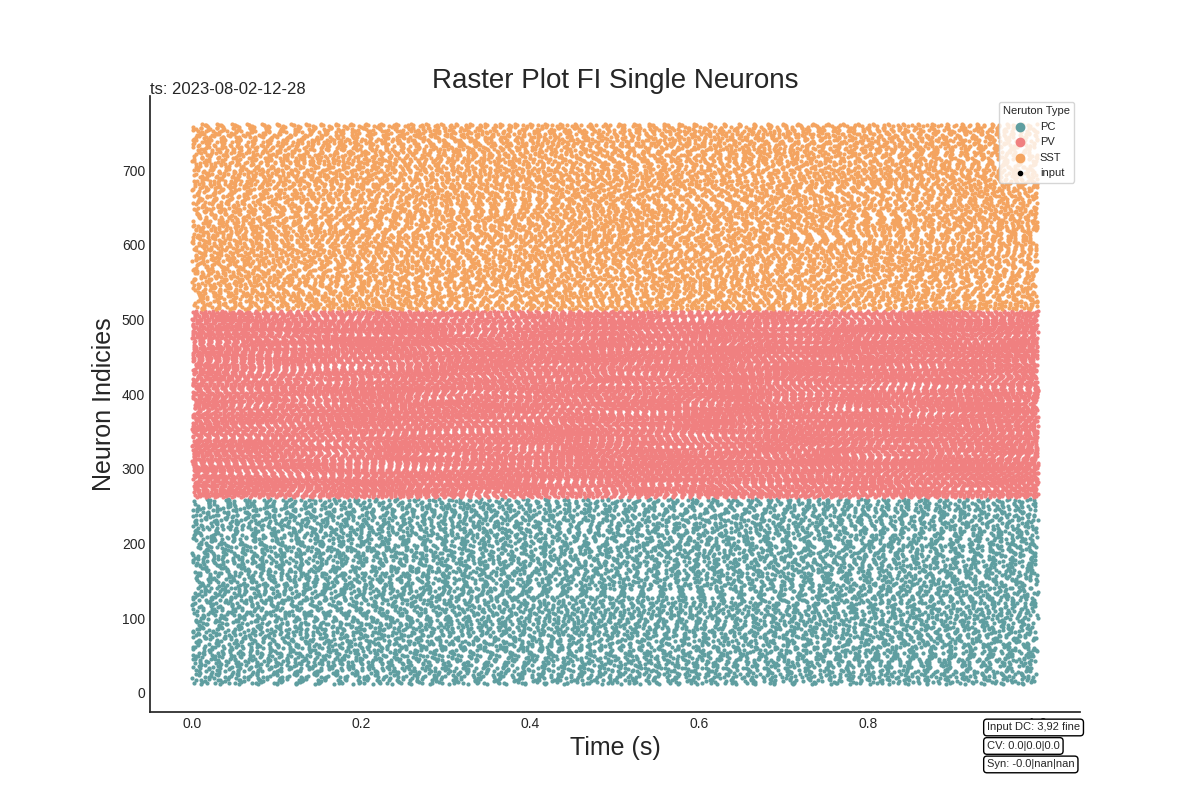 Raster Plot FI Single Neurons
ts: 2023-08-02-12-28
Neruton Type
PC
PV
SST
input
700
600
500
400
300
200
100
0
Neuron Indicies
0.0 0.2 0.4 0.6 0.8
Time (s)
Input DC: 3,92 fine
CV: 0.0|0.0|0.0
Syn: -0.0|nan|nan